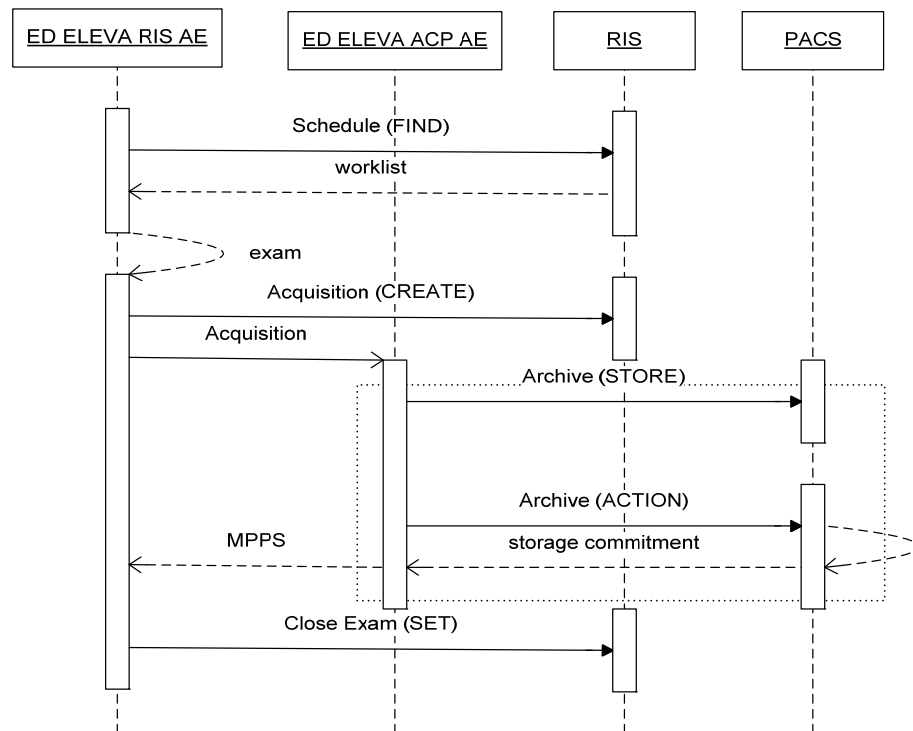 ED ELEVA RIS AE
ED ELEVA ACP AE
RIS
PACS
Schedule (FIND)
worklist
exam
Acquisition (CREATE)
Acquisition
Archive (STORE)
Archive (ACTION)
MPPS
storage commitment
Close Exam (SET)